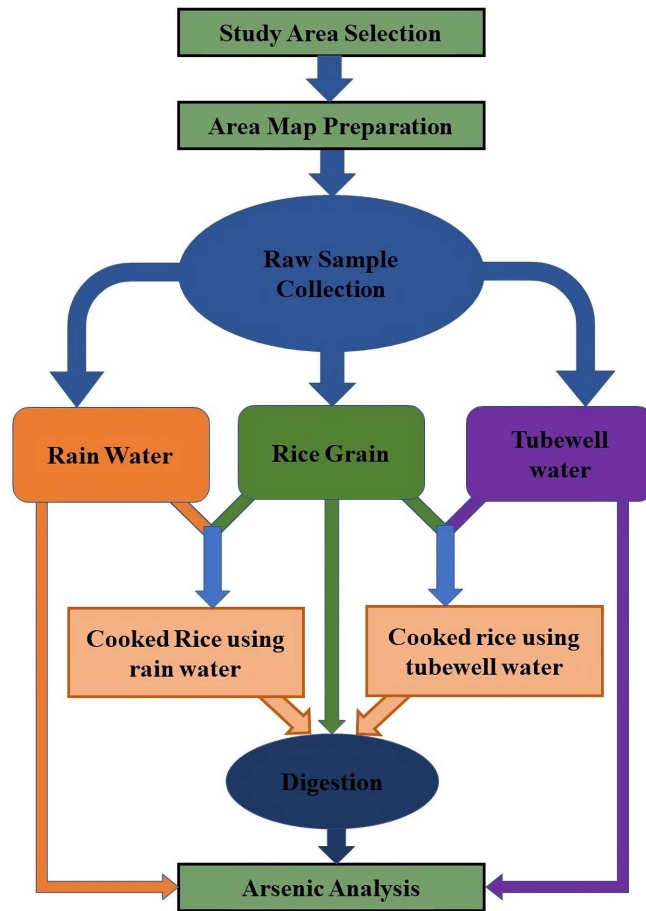 Study Area Selection
Area Map Preparation
Raw Sample
Collection
Rain Water
Rice Grain
Tubewell
water
Cooked Rice using
rain water
Cooked rice using
tubewell water
Digestion
Arsenic Analysis